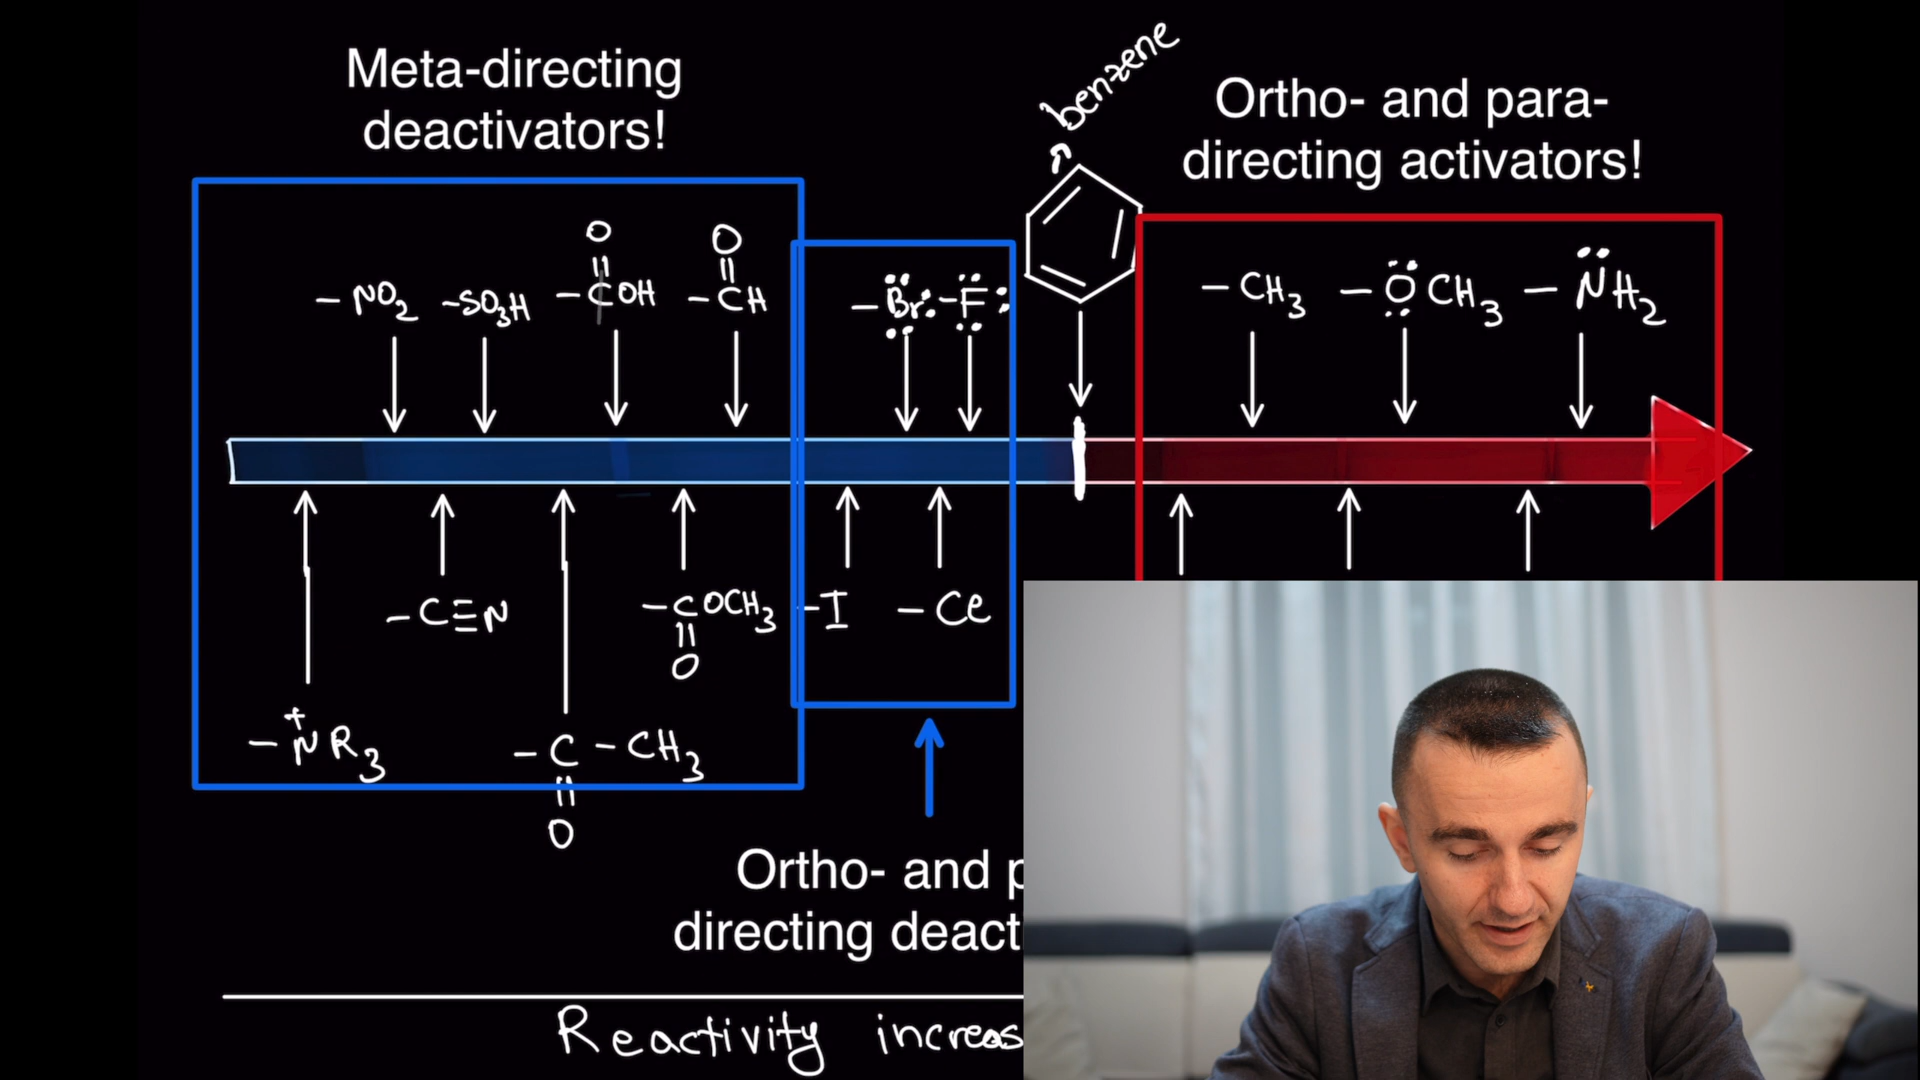 Meta-directing
deactivators!
benzene
Ortho- and para-
directing activators!
O
O
-NO2 -SO3H -COH -CH
-Br: -F:
-CH3 -OCH3 -NH2
-C≡N
-COCH3
O
-I -Cl
+
-NR3
-C-CH3
O
Ortho- and p
directing deact
Reactivity increas